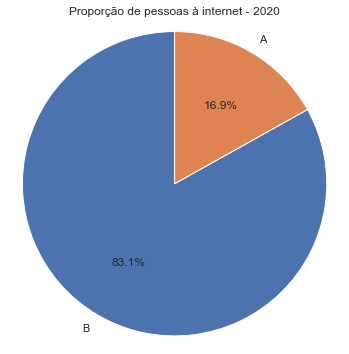 Proporção de pessoas à internet - 2020
A
16.9%
83.1%
B